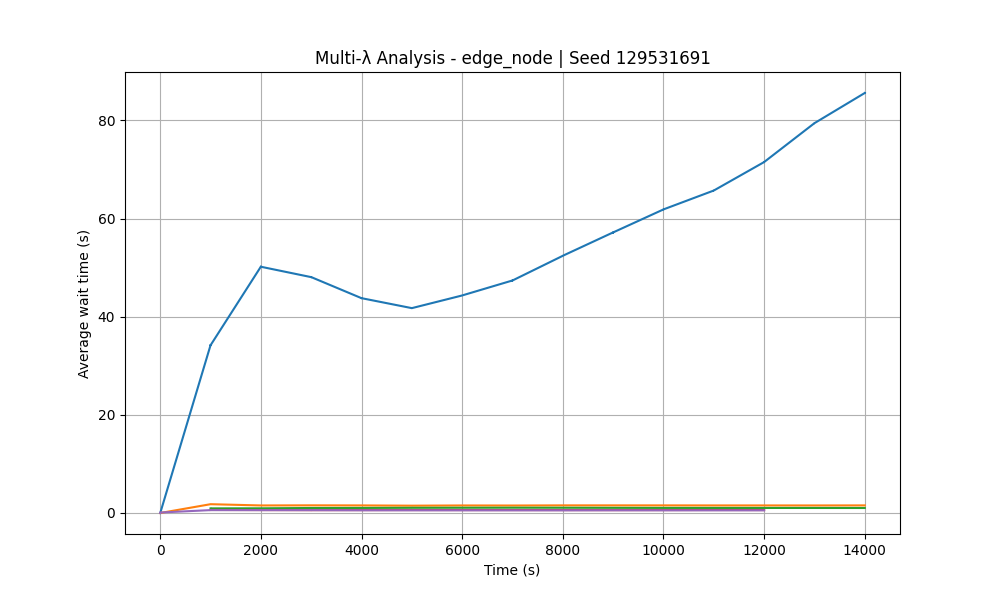 Multi-λ Analysis - edge_node | Seed 129531691
Average wait time (s)
80
60
40
20
0
0 2000 4000 6000 8000 10000 12000 14000
Time (s)